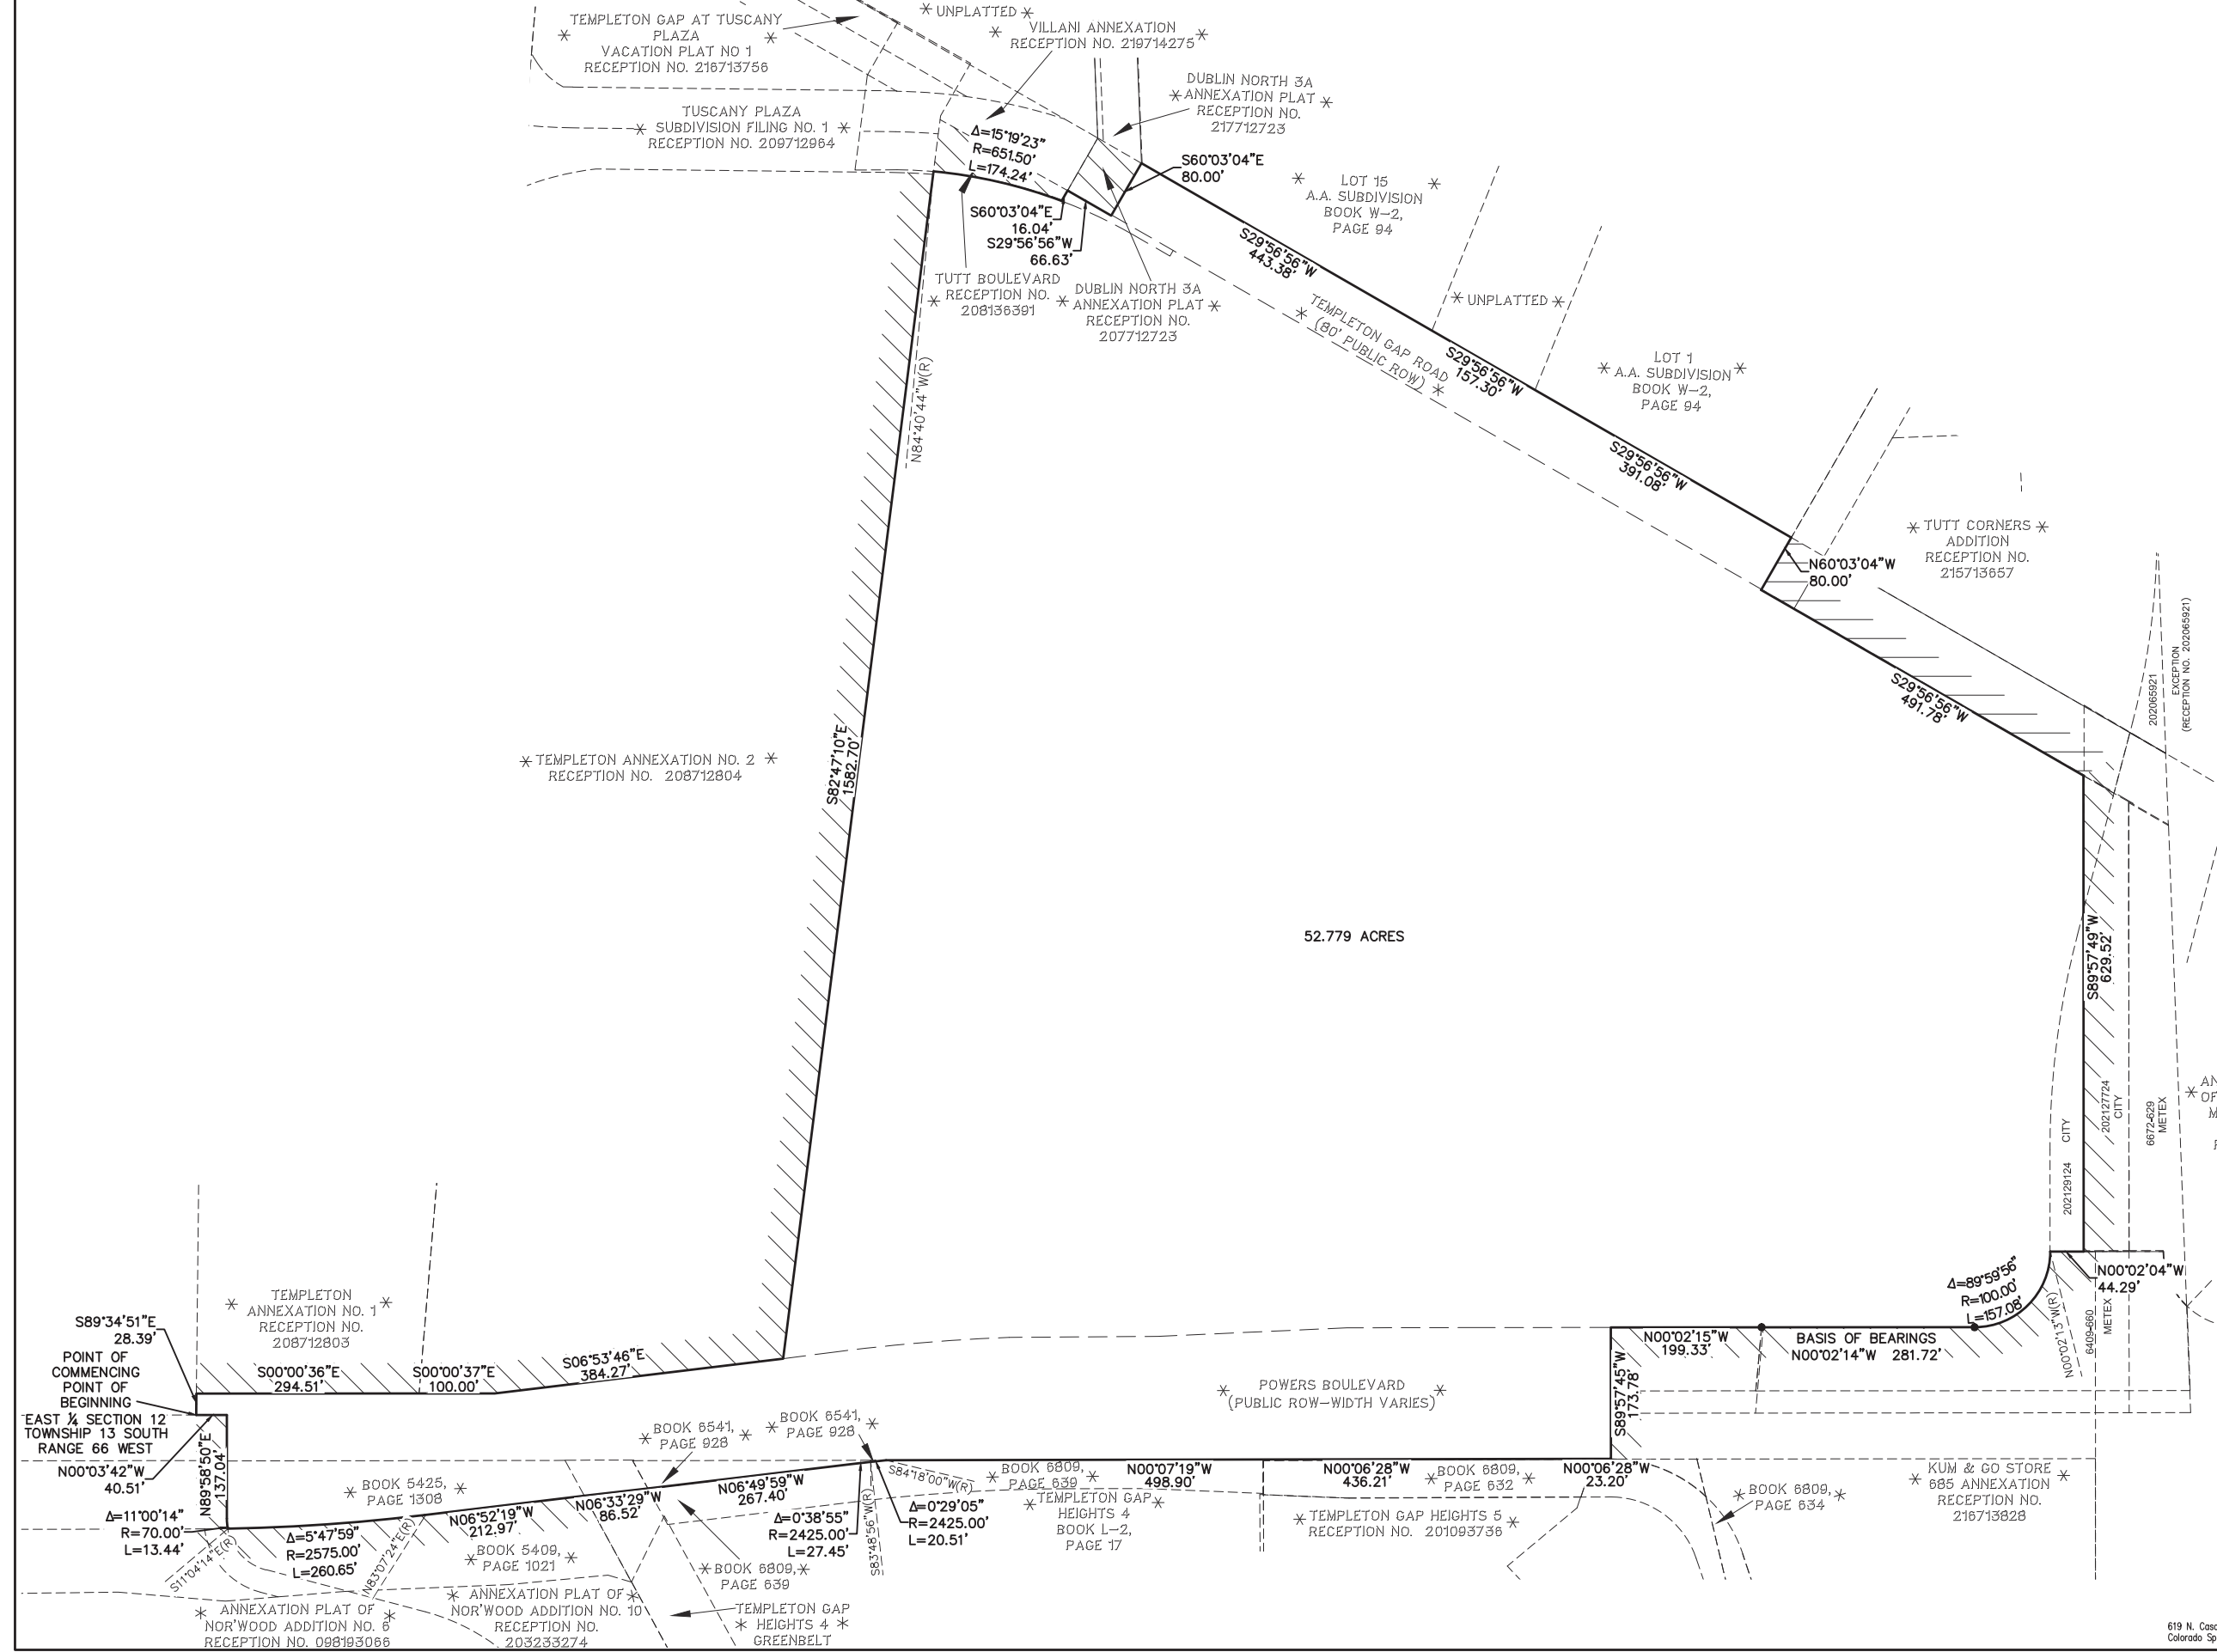 TEMPLETON GAP AT TUSCANY
* PLAZA *
VACATION PLAT NO 1
RECEPTION NO. 216713756
* UNPLATTED *
VILLANI ANNEXATION
* RECEPTION NO. 219714275 *
DUBLIN NORTH 3A
* ANNEXATION PLAT *
RECEPTION NO.
217712723
TUSCANY PLAZA
* SUBDIVISION FILING NO. 1 *
RECEPTION NO. 209712964
Δ=15°19'23"
R=651.50'
L=174.24'
S60°03'04"E
80.00'
S60°03'04"E
16.04'
S29°56'56"W
66.63'
* LOT 15 *
A.A. SUBDIVISION
BOOK W-2,
PAGE 94
TUTT BOULEVARD
* RECEPTION NO.
208136391
DUBLIN NORTH 3A
* ANNEXATION PLAT *
RECEPTION NO.
207712723
S29°56'56"W
443.38'
TEMPLETON GAP ROAD
* (80' PUBLIC ROW) *
* UNPLATTED *
S29°56'56"W
157.30'
LOT 1
* A.A. SUBDIVISION *
BOOK W-2,
PAGE 94
N84°40'44"W(R)
S29°56'56"W
391.08'
* TUTT CORNERS *
ADDITION
RECEPTION NO.
215713657
N60°03'04"W
80.00'
EXCEPTION
(RECEPTION NO. 202065921)
202065921
S29°56'56"W
491.78'
* TEMPLETON ANNEXATION NO. 2 *
RECEPTION NO. 208712804
S82°47'10"E
1582.70'
52.779 ACRES
S89°57'49"W
629.52'
202127724
CITY
6672-629
METEX
202129124 CITY
* AN
OF
M
N00°02'04"W
44.29'
Δ=89°59'56"
R=100.00'
L=157.08'
N00°02'13"W(R)
6409-660
METEX
* TEMPLETON *
ANNEXATION NO. 1
RECEPTION NO.
208712803
S89°34'51"E
28.39'
POINT OF
COMMENCING
POINT OF
BEGINNING
EAST ¼ SECTION 12
TOWNSHIP 13 SOUTH
RANGE 66 WEST
N00°03'42"W
40.51'
S00°00'36"E
294.51'
S00°00'37"E
100.00'
S06°53'46"E
384.27'
N89°58'50"E
137.04'
N00°02'15"W
199.33'
BASIS OF BEARINGS
N00°02'14"W 281.72'
S89°57'45"W
173.78'
* POWERS BOULEVARD *
(PUBLIC ROW-WIDTH VARIES)
* BOOK 6541, *
PAGE 928
* BOOK 6541, *
PAGE 928
* BOOK 5425, *
PAGE 1308
Δ=11°00'14"
R=70.00'
L=13.44'
S11°04'14"E(R)
Δ=5°47'59"
R=2575.00'
L=260.65'
N83°07'24"E(R)
N06°52'19"W
212.97'
N06°33'29"W
86.52'
N06°49'59"W
267.40'
Δ=0°38'55"
R=2425.00'
L=27.45'
S83°48'56"W(R)
S84°18'00"W(R)
Δ=0°29'05"
R=2425.00'
L=20.51'
* BOOK 6809, *
PAGE 639
N00°07'19"W
498.90'
N00°06'28"W
436.21'
* BOOK 6809, *
PAGE 632
N00°06'28"W
23.20'
* TEMPLETON GAP *
HEIGHTS 4
BOOK L-2,
PAGE 17
* TEMPLETON GAP HEIGHTS 5 *
RECEPTION NO. 201093736
* BOOK 6809, *
PAGE 634
* KUM & GO STORE *
685 ANNEXATION
RECEPTION NO.
216713828
* BOOK 5409, *
PAGE 1021
* BOOK 6809, *
PAGE 639
* ANNEXATION PLAT OF *
NOR'WOOD ADDITION NO. 6
RECEPTION NO. 098193066
* ANNEXATION PLAT OF *
NOR'WOOD ADDITION NO. 10
RECEPTION NO.
203233274
TEMPLETON GAP
* HEIGHTS 4 *
GREENBELT
619 N. Casc
Colorado Sp